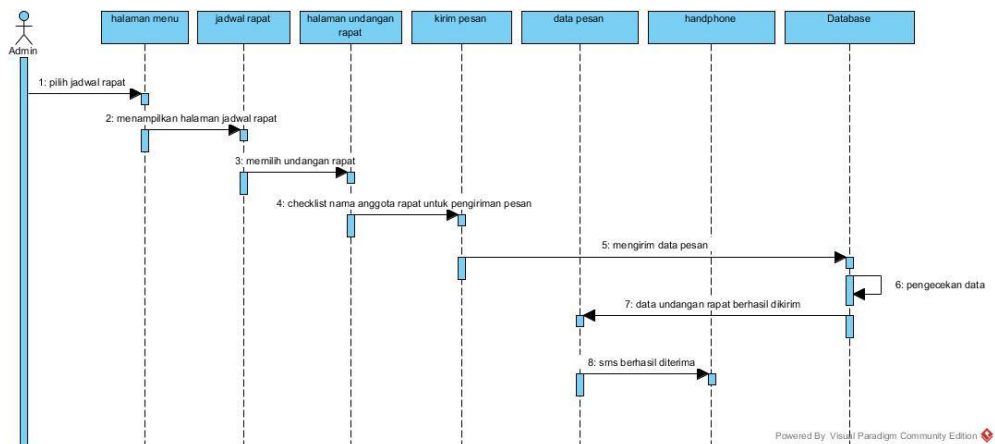 halaman menu
jadwal rapat
halaman undangan
rapat
kirim pesan
data pesan
handphone
Database
Admin
1: pilih jadwal rapat
2: menampilkan halaman jadwal rapat
3: memilih undangan rapat
4: checklist nama anggota rapat untuk pengiriman pesan
5: mengirim data pesan
6: pengecekan data
7: data undangan rapat berhasil dikirim
8: sms berhasil diterima
Powered By Visual Paradigm Community Edition